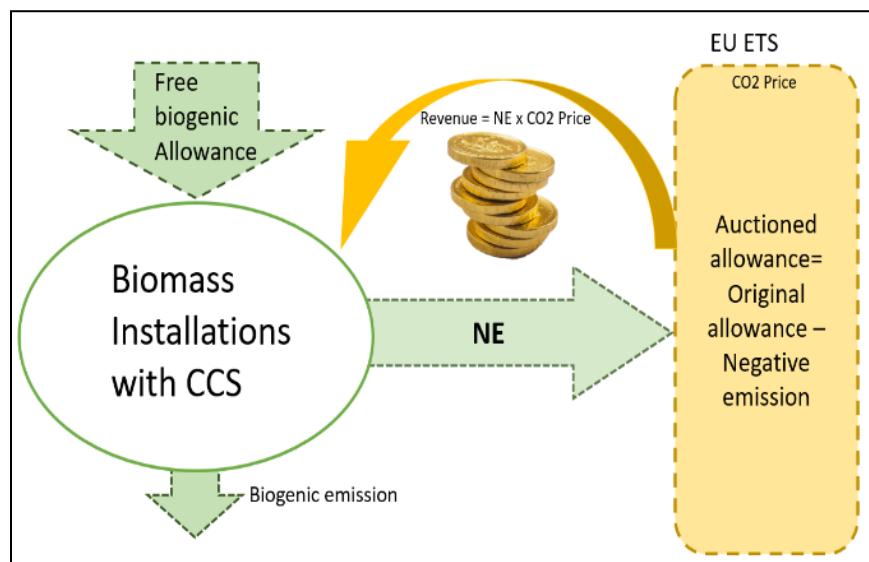 EU ETS
Free
biogenic
Allowance
CO2 Price
Revenue = NE x CO2 Price
Auctioned
allowance=
Original
allowance –
Negative
emission
Biomass
Installations
with CCS
NE
Biogenic emission